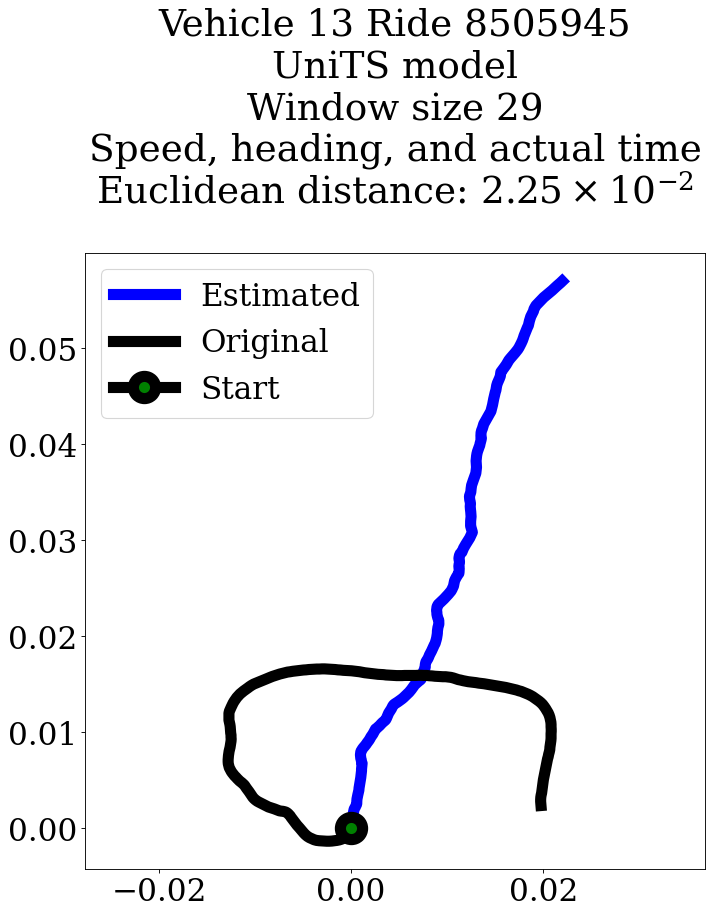 Vehicle 13 Ride 8505945
UniTS model
Window size 29
Speed, heading, and actual time
Euclidean distance: 2.25 × 10⁻²
Estimated
Original
Start
0.05
0.04
0.03
0.02
0.01
0.00
−0.02 0.00 0.02